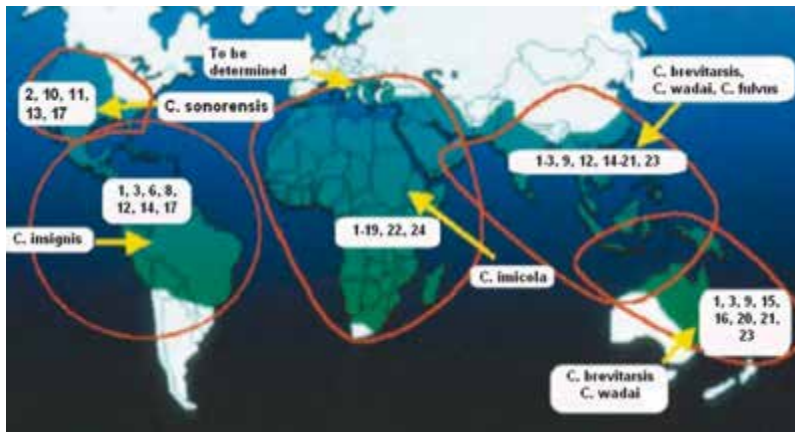 To be
determined
C. brevitarsis,
C. wadai, C. fulvus
2, 10, 11,
13, 17
C. sonorensis
1-3, 9, 12, 14-21, 23
1, 3, 6, 8,
12, 14, 17
C. insignis
1-19, 22, 24
C. imicola
1, 3, 9, 15,
16, 20, 21,
23
C. brevitarsis
C. wadai